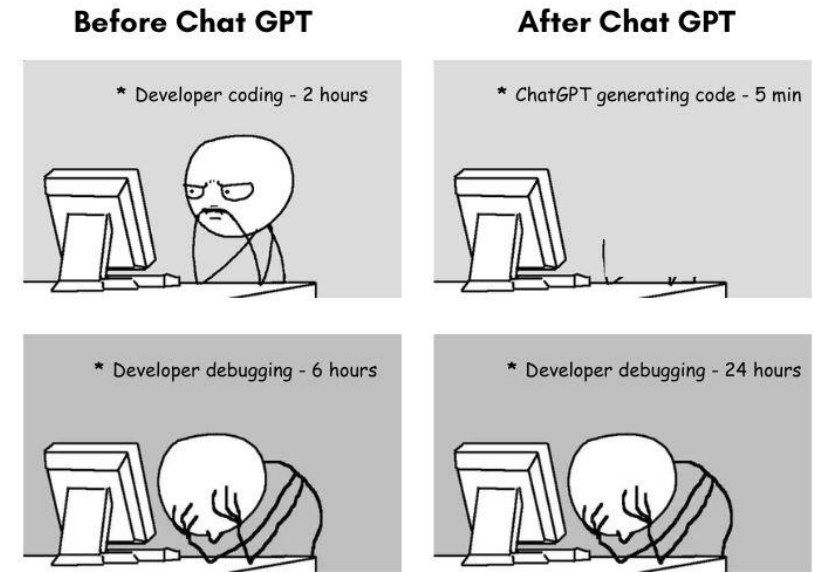 Before Chat GPT
After Chat GPT
* Developer coding - 2 hours
* ChatGPT generating code - 5 min
* Developer debugging - 6 hours
* Developer debugging - 24 hours